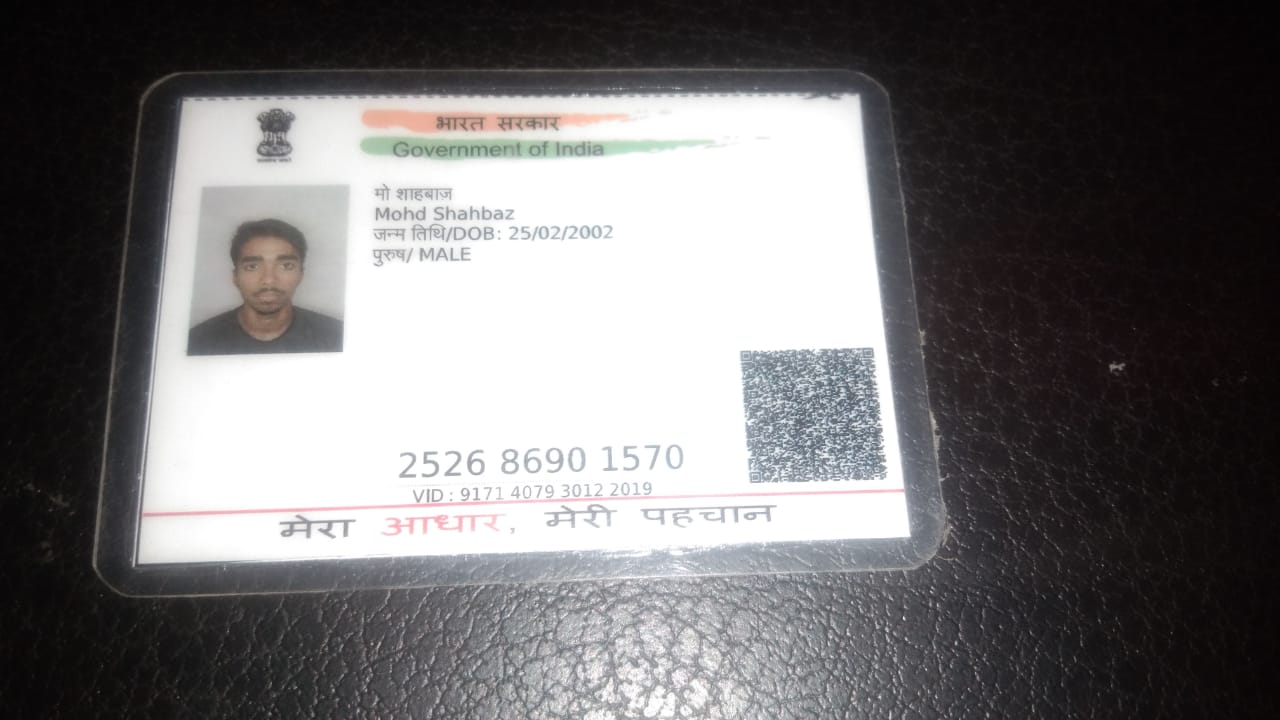 भारत सरकार
Government of India
मो शाहबाज़
Mohd Shahbaz
जन्म तिथि/DOB: 25/02/2002
पुरुष/ MALE
2526 8690 1570
VID : 9171 4079 3012 2019
मेरा आधार, मेरी पहचान